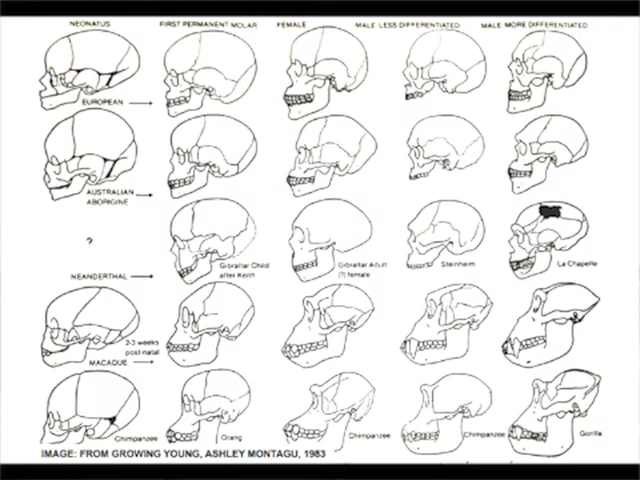 NEONATUS FIRST PERMANENT MOLAR FEMALE MALE LESS DIFFERENTIATED MALE MORE DIFFERENTIATED
EUROPEAN
AUSTRALIAN
ABORIGINE
?
NEANDERTHAL
Gibraltar Child
after Keith
Gibraltar Adult
(?) female
Steinheim
La Chapelle
2-3 weeks
post natal
MACAQUE
Chimpanzee
Orang
Chimpanzee
Chimpanzee
Gorilla
IMAGE: FROM GROWING YOUNG, ASHLEY MONTAGU, 1983